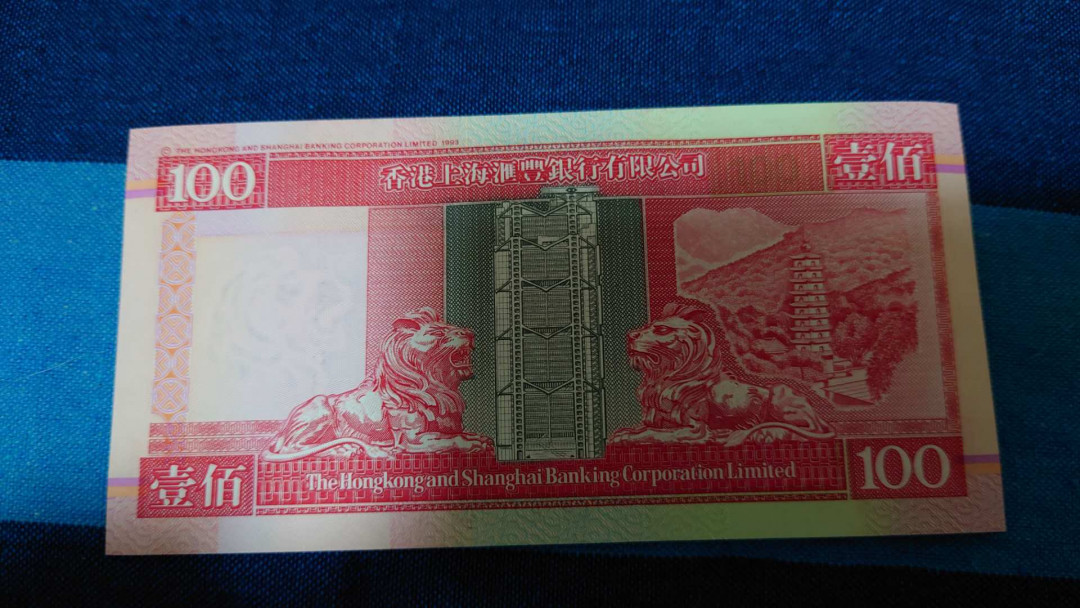 © THE HONGKONG AND SHANGHAI BANKING CORPORATION LIMITED 1993
100
香港上海滙豐銀行有限公司
壹佰
壹佰
The Hongkong and Shanghai Banking Corporation Limited
100